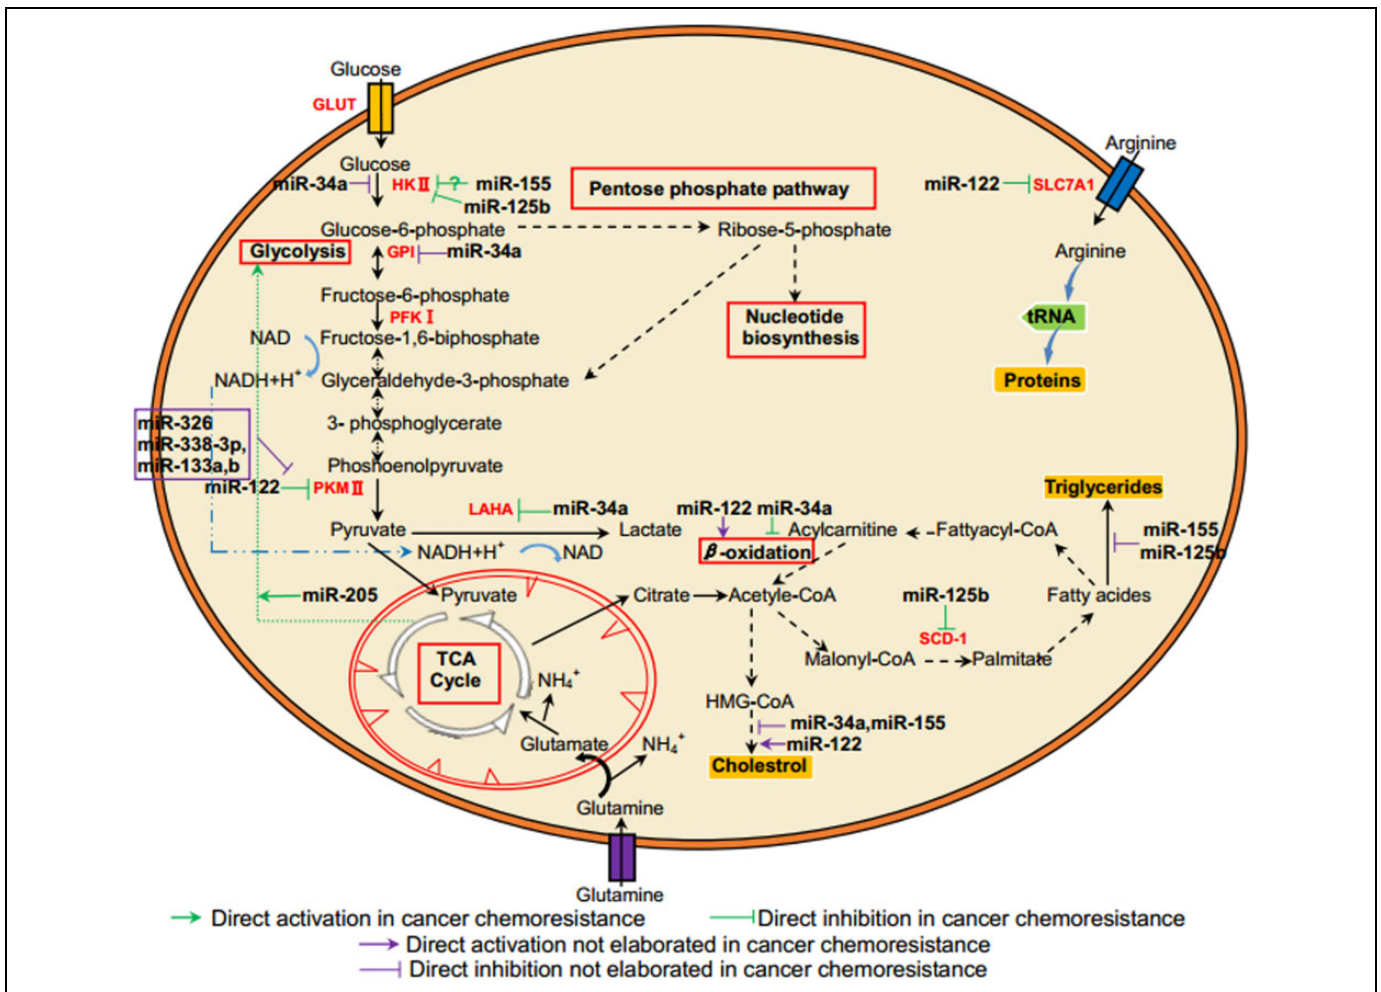 Glucose
GLUT
Glucose
miR-34a
HKⅡ
?
miR-155
miR-125b
Pentose phosphate pathway
miR-122
SLC7A1
Arginine
Glucose-6-phosphate
Ribose-5-phosphate
Glycolysis
GPI
miR-34a
Arginine
Fructose-6-phosphate
PFK Ⅰ
Nucleotide
biosynthesis
tRNA
NAD
Fructose-1,6-biphosphate
NADH+H+
Glyceraldehyde-3-phosphate
Proteins
miR-326
miR-338-3p,
miR-133a,b
3- phosphoglycerate
Phoshoenolpyruvate
miR-122
PKMⅡ
Triglycerides
LAHA
miR-34a
miR-122
miR-34a
Pyruvate
Lactate
Acylcarnitine
Fattyacyl-CoA
miR-155
miR-125b
NADH+H+
NAD
β-oxidation
miR-205
Pyruvate
Citrate
Acetyle-CoA
miR-125b
Fatty acides
SCD-1
TCA
Cycle
Malonyl-CoA
Palmitate
NH4+
HMG-CoA
miR-34a,miR-155
miR-122
Glutamate
NH4+
Cholestrol
Glutamine
Glutamine
Direct activation in cancer chemoresistance
Direct inhibition in cancer chemoresistance
Direct activation not elaborated in cancer chemoresistance
Direct inhibition not elaborated in cancer chemoresistance